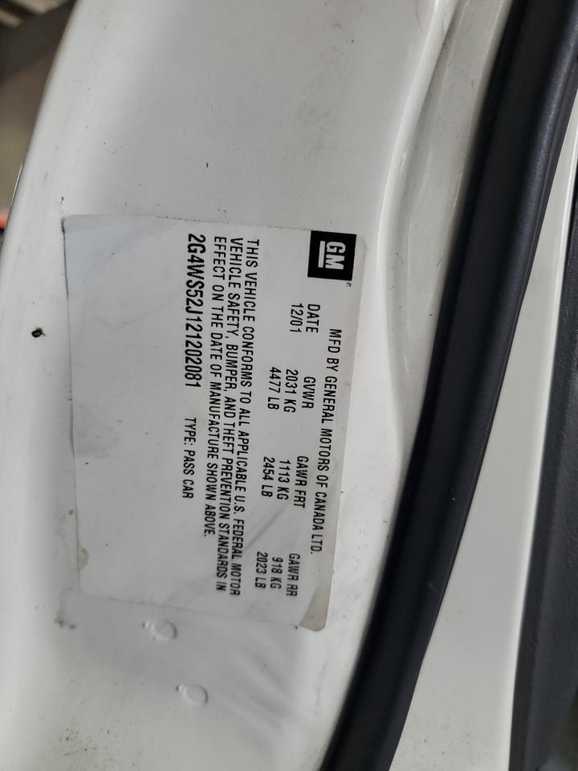 GM
MFD BY GENERAL MOTORS OF CANADA LTD.
DATE GVWR GAWR FRT GAWR RR
12/01 2031 KG 1113 KG 918 KG
4477 LB 2454 LB 2023 LB
THIS VEHICLE CONFORMS TO ALL APPLICABLE U.S. FEDERAL MOTOR
VEHICLE SAFETY, BUMPER, AND THEFT PREVENTION STANDARDS IN
EFFECT ON THE DATE OF MANUFACTURE SHOWN ABOVE.
2G4WS52J121202081 TYPE: PASS CAR